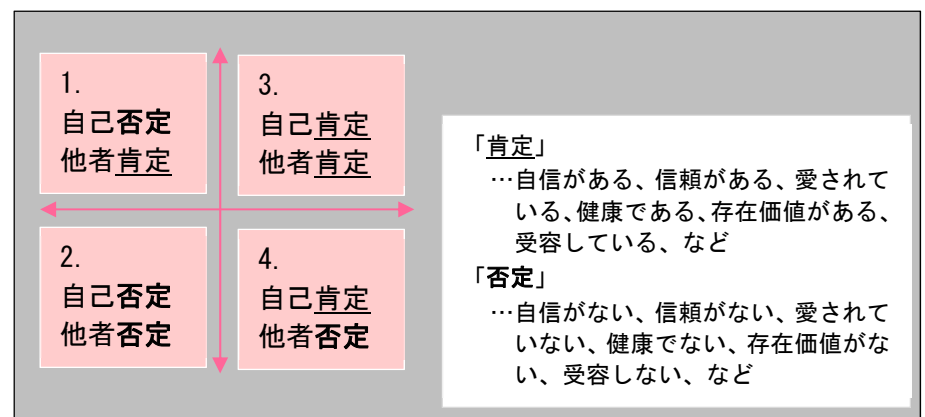 1.
自己否定
他者肯定
3.
自己肯定
他者肯定
2.
自己否定
他者否定
4.
自己肯定
他者否定
「肯定」
…自信がある、信頼がある、愛されて
いる、健康である、存在価値がある、
受容している、など
「否定」
…自信がない、信頼がない、愛されて
いない、健康でない、存在価値がな
い、受容しない、など